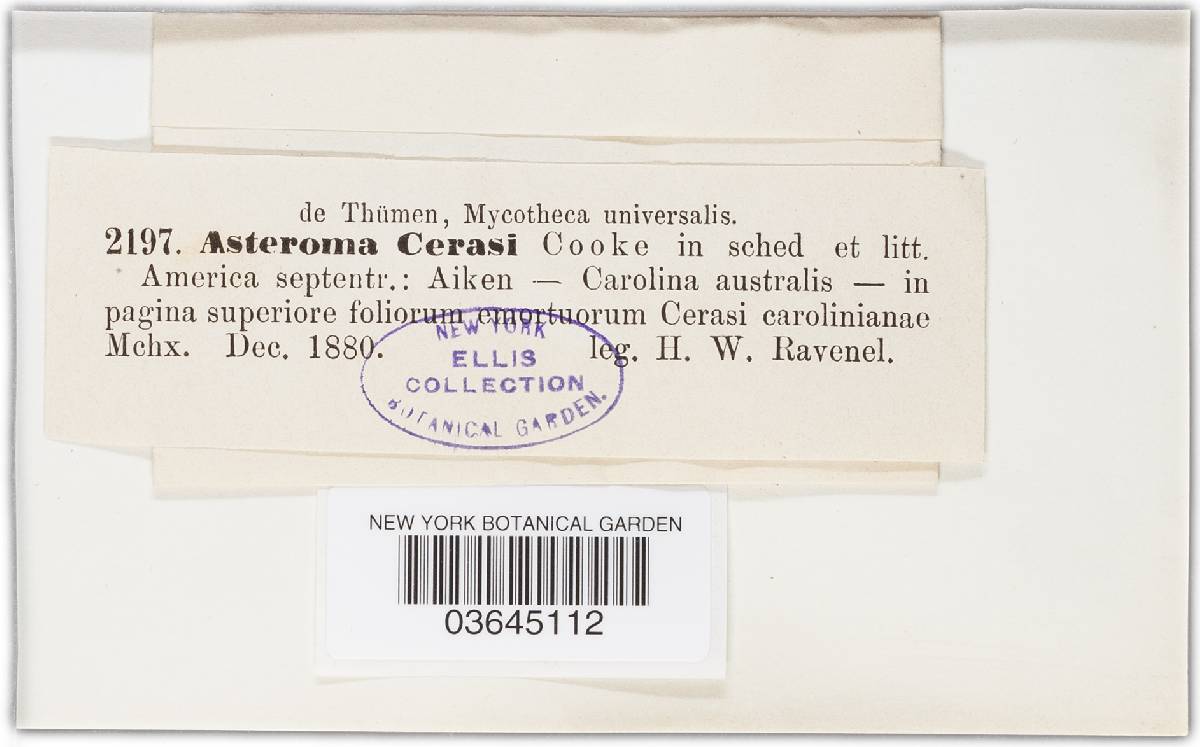 de Thümen, Mycotheca universalis.
2197. Asteroma Cerasi Cooke in sched et litt.
America septentr.: Aiken — Carolina australis — in
pagina superiore foliorum emortuorum Cerasi carolinianae
Mchx. Dec. 1880. leg. H. W. Ravenel.
NEW YORK
ELLIS
COLLECTION
BOTANICAL GARDEN.
NEW YORK BOTANICAL GARDEN
03645112